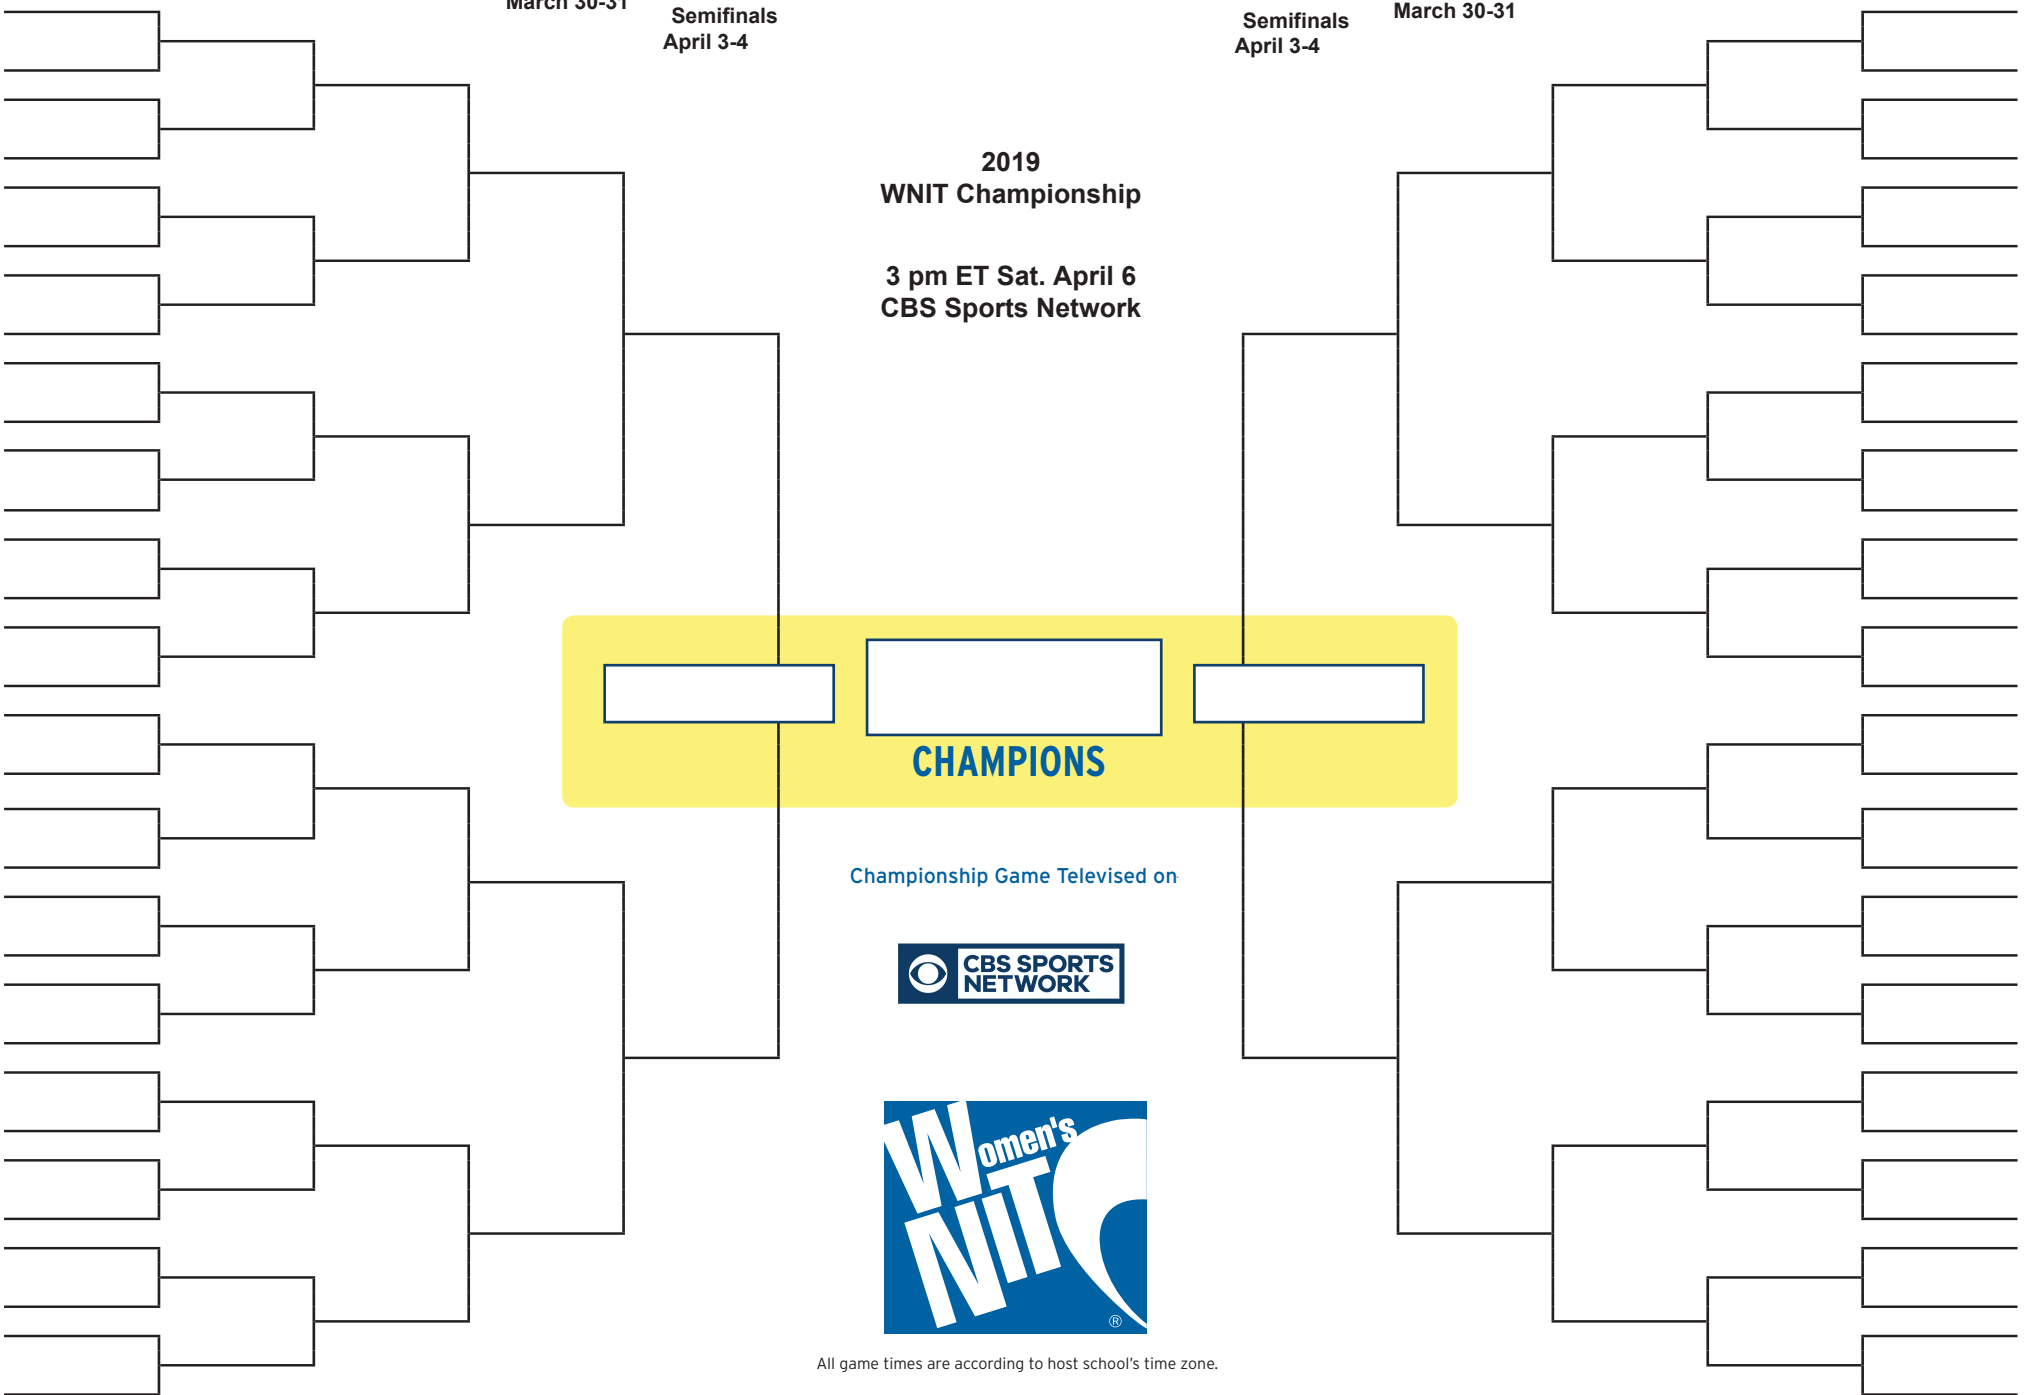 March 30-31
Semifinals
April 3-4
Semifinals
April 3-4
March 30-31
2019
WNIT Championship
3 pm ET Sat. April 6
CBS Sports Network
CHAMPIONS
Championship Game Televised on
CBS SPORTS
NETWORK
Women's
NiT
®
All game times are according to host school's time zone.